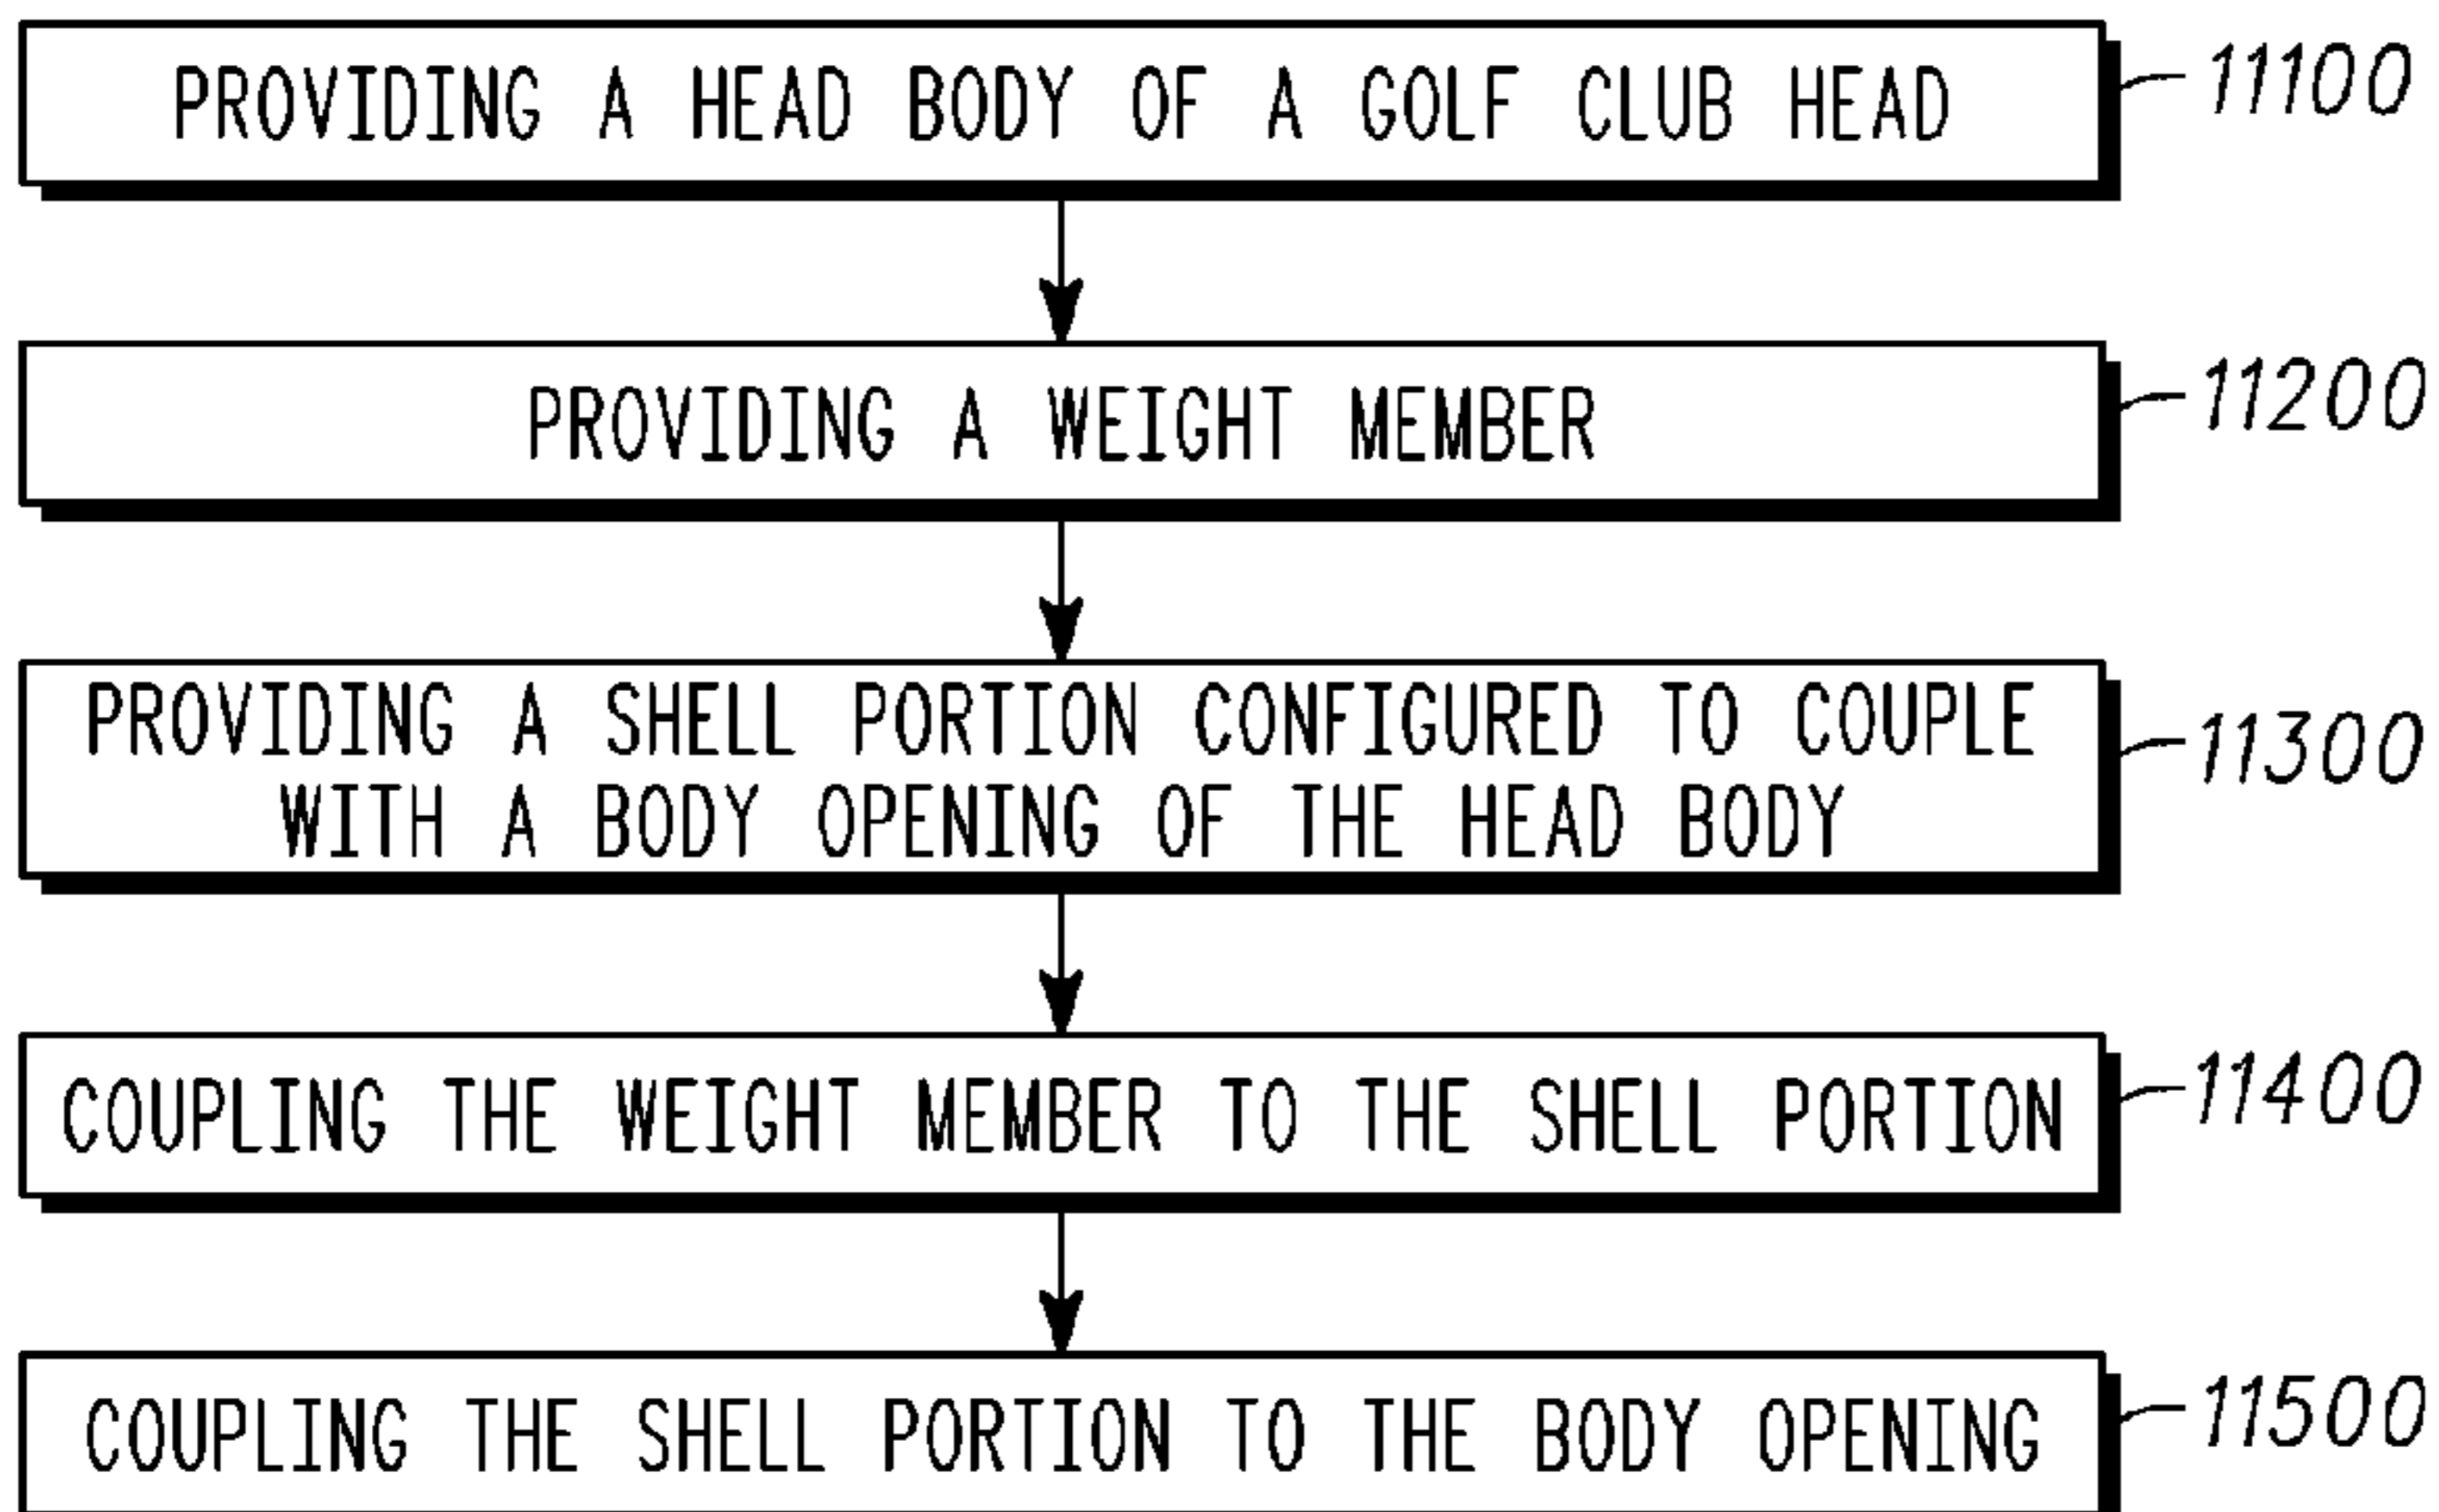 PROVIDING A HEAD BODY OF A GOLF CLUB HEAD
11100
PROVIDING A WEIGHT MEMBER
11200
PROVIDING A SHELL PORTION CONFIGURED TO COUPLE
WITH A BODY OPENING OF THE HEAD BODY
11300
COUPLING THE WEIGHT MEMBER TO THE SHELL PORTION
11400
COUPLING THE SHELL PORTION TO THE BODY OPENING
11500